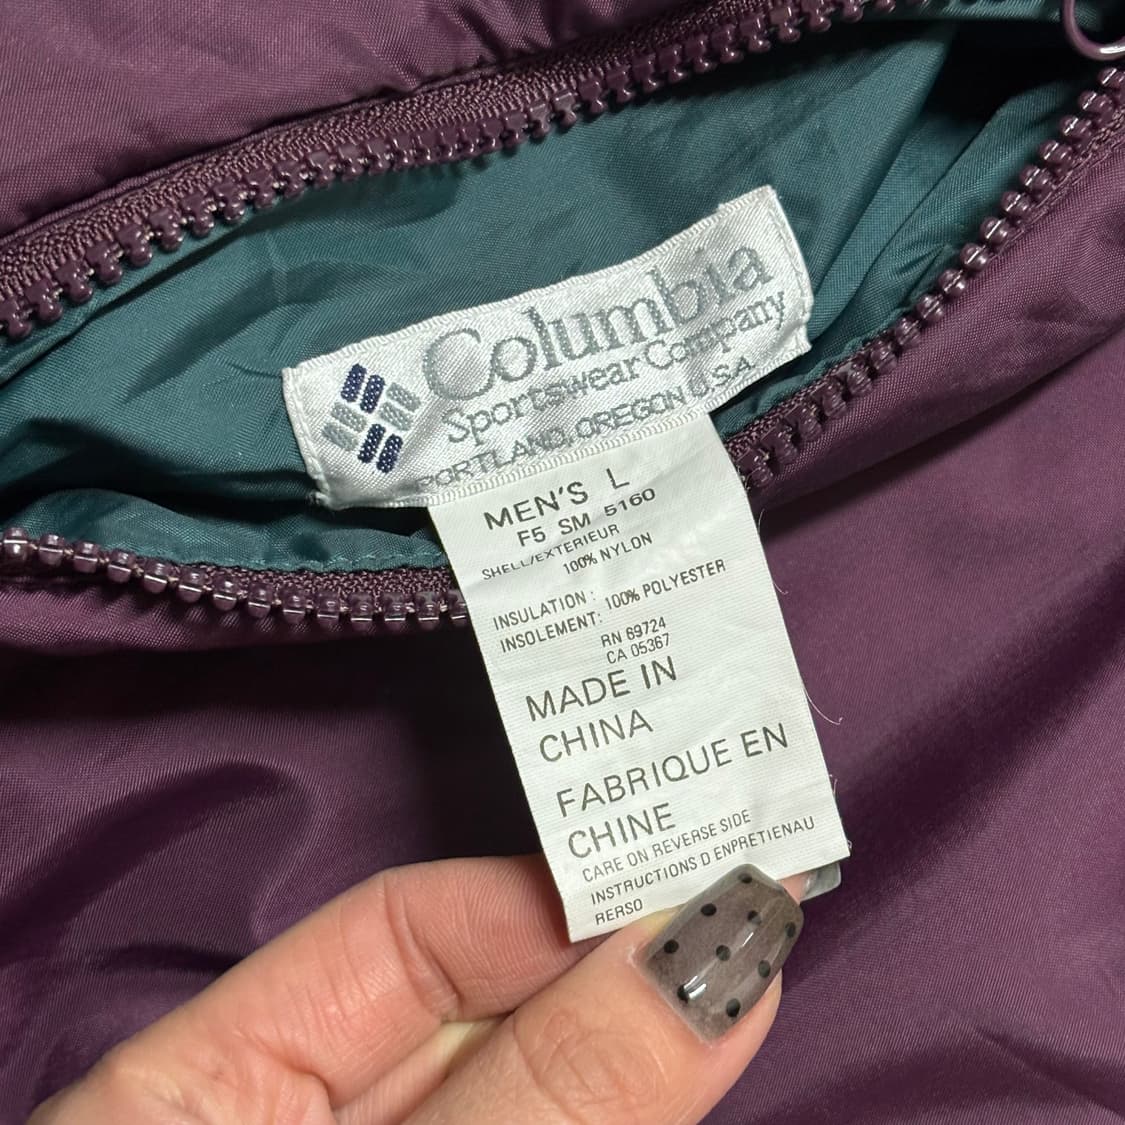 Columbia
Sportswear Company
PORTLAND, OREGON U.S.A.
MEN'S L
F5 SM 5160
SHELL/EXTERIEUR
100% NYLON
INSULATION: 100% POLYESTER
INSOLEMENT:
RN 69724
CA 05367
MADE IN
CHINA
FABRIQUE EN
CHINE
CARE ON REVERSE SIDE
INSTRUCTIONS D ENPRETIENAU
RERSO